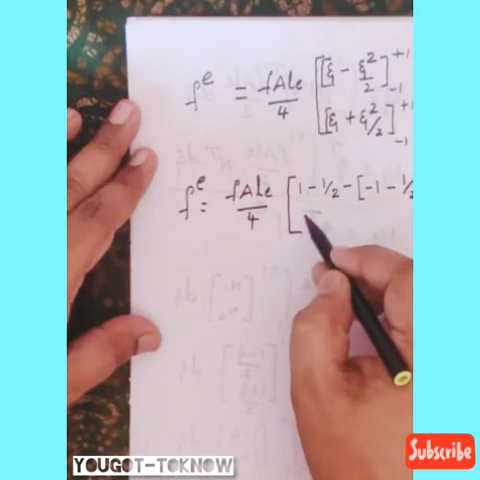 f^e = fAle/4 [[ξ - ξ²/2]₋₁⁺¹
[ξ + ξ²/2]₋₁⁺¹
f^e = fAle/4 [1 - 1/2 - [-1 - 1/2
YOUGOT-TOKNOW
Subscribe